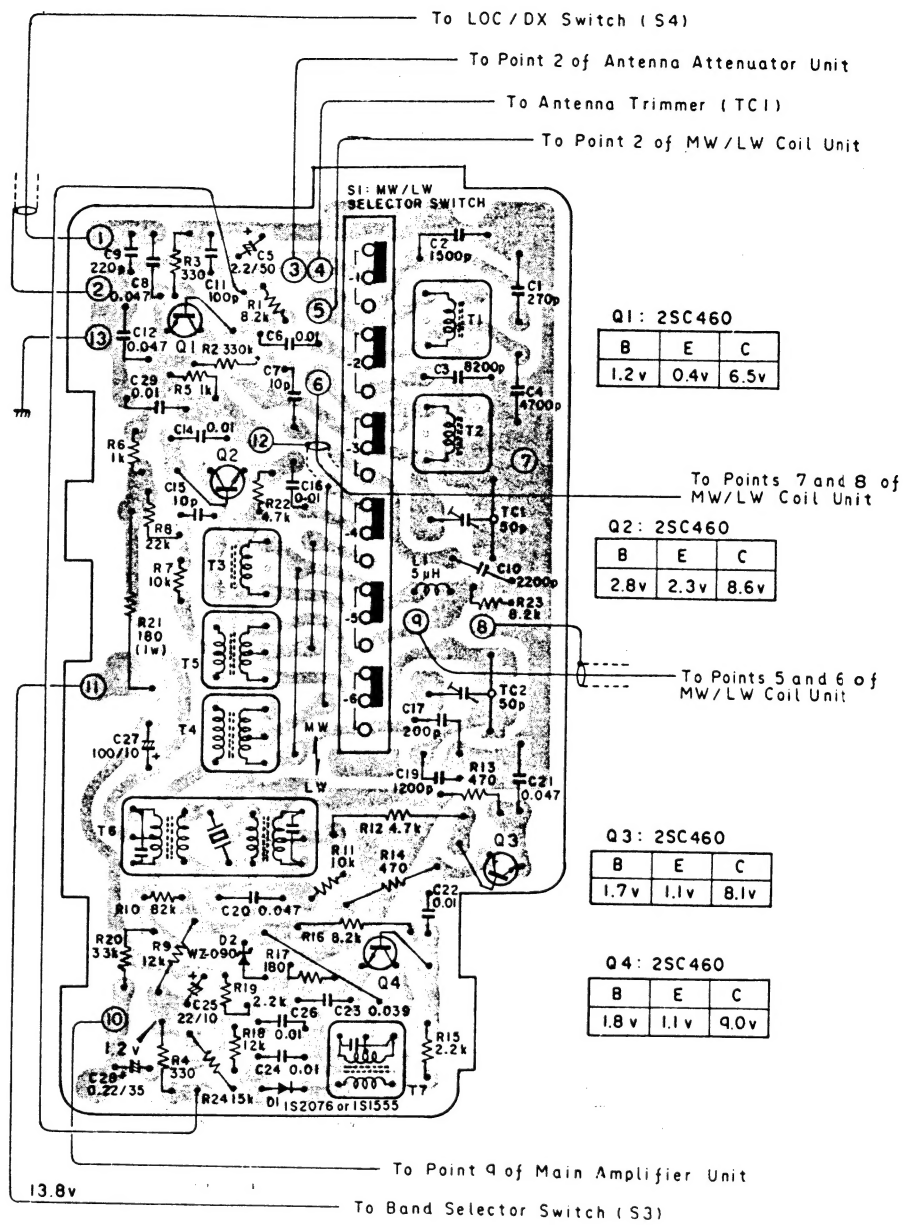 To LOC/DX Switch (S4)
To Point 2 of Antenna Attenuator Unit
To Antenna Trimmer (TC1)
To Point 2 of MW/LW Coil Unit
S1: MW/LW
SELECTOR SWITCH
1
C9
220p
C8
0.047
R3
330
C11
100p
C5
2.2/50
+
3
4
-1
C2
1500p
C1
270p
2
R1
8.2k
5
T1
13
C12
0.047
Q1
R2 330k
C6
0.01
-2
C3
8200p
C4
4700p
Q1: 2SC460
B E C
1.2v 0.4v 6.5v
C29
0.01
R5 1k
C7
10p
6
T2
R6
1k
C14
0.01
12
-3
7
Q2
C15
10p
R22
4.7k
C16
0.01
To Points 7 and 8 of
MW/LW Coil Unit
R8
22k
TC1
50p
-4
Q2: 2SC460
B E C
2.8v 2.3v 8.6v
R7
10k
T3
L1
5μH
C10
2200p
R23
8.2k
R21
180
(1w)
T5
-5
9
8
11
To Points 5 and 6 of
MW/LW Coil Unit
T4
-6
TC2
50p
C17
200p
C27
100/10
+
MW
LW
C19
1200p
R13
470
C21
0.047
T6
R12 4.7k
Q3
R11
10k
R14
470
Q3: 2SC460
B E C
1.7v 1.1v 8.1v
R10 82k
C20 0.047
C22
0.01
R20
33k
R9
12k
D2
WZ-090
R17
180
R16 8.2k
Q4
Q4: 2SC460
B E C
1.8v 1.1v 9.0v
+
C25
22/10
R19
2.2k
C26
0.01
C23 0.039
10
1.2v
R18
12k
R15
2.2k
C28
+
0.22/35
R4
330
C24 0.01
T7
R24 15k
D1
1S2076 or 1S1555
To Point 9 of Main Amplifier Unit
13.8v
To Band Selector Switch (S3)